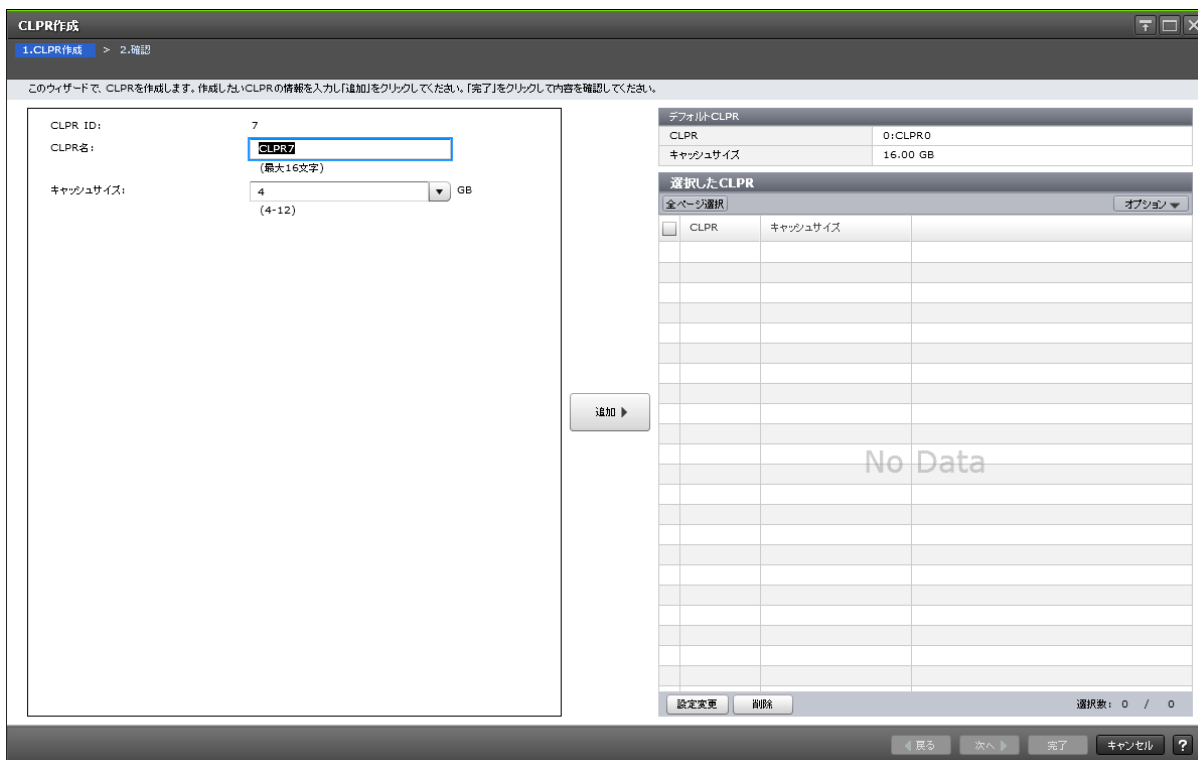 CLPR作成
1.CLPR作成 > 2.確認
このウィザードで、CLPRを作成します。作成したいCLPRの情報を入力し「追加」をクリックしてください。「完了」をクリックして内容を確認してください。
CLPR ID: 7
CLPR名: CLPR7
(最大16文字)
キャッシュサイズ: 4 GB
(4-12)
追加
デフォルトCLPR
CLPR 0:CLPR0
キャッシュサイズ 16.00 GB
選択したCLPR
全ページ選択 オプション
CLPR キャッシュサイズ
No Data
設定変更 削除 選択数: 0 / 0
戻る 次へ 完了 キャンセル ?